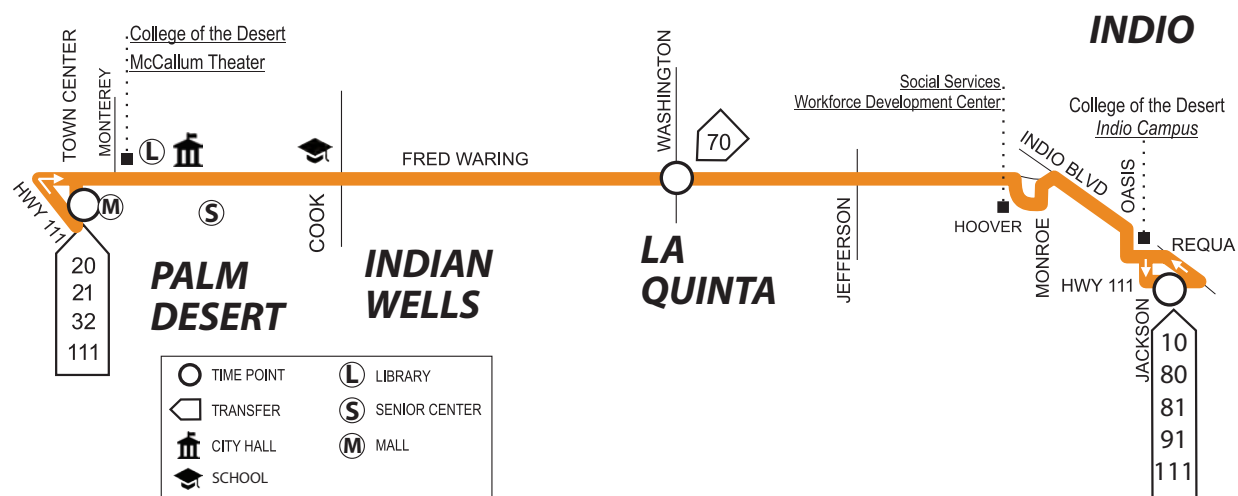 INDIO
College of the Desert
McCallum Theater
TOWN CENTER
MONTEREY
L
COOK
FRED WARING
WASHINGTON
70
JEFFERSON
Social Services
Workforce Development Center
HOOVER
MONROE
INDIO BLVD
College of the Desert
Indio Campus
OASIS
REQUA
HWY 111
M
S
20
21
32
111
PALM
DESERT
INDIAN
WELLS
LA
QUINTA
HWY 111
JACKSON
10
80
81
91
111
TIME POINT
TRANSFER
CITY HALL
SCHOOL
L LIBRARY
S SENIOR CENTER
M MALL